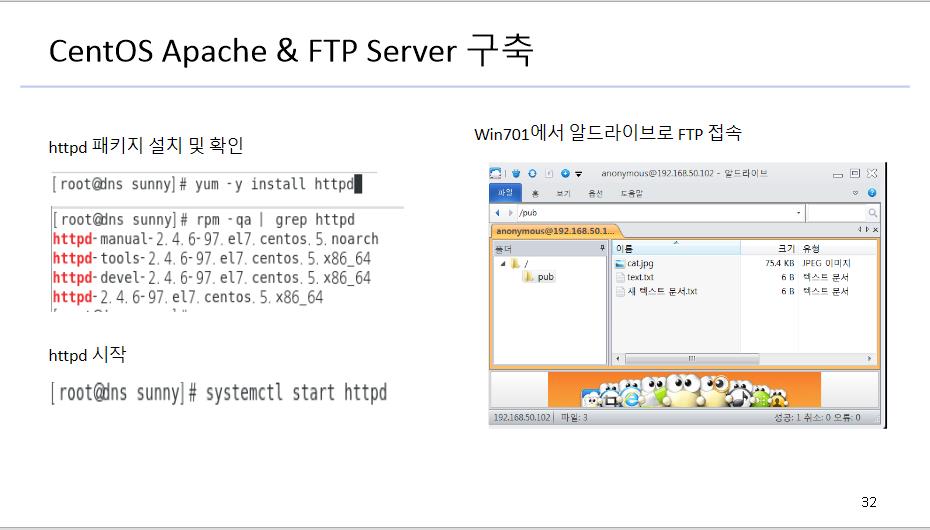 CentOS Apache & FTP Server 구축
httpd 패키지 설치 및 확인
[root@dns sunny]# yum -y install httpd
[root@dns sunny]# rpm -qa | grep httpd
httpd-manual-2.4.6-97.el7.centos.5.noarch
httpd-tools-2.4.6-97.el7.centos.5.x86_64
httpd-devel-2.4.6-97.el7.centos.5.x86_64
httpd-2.4.6-97.el7.centos.5.x86_64
httpd 시작
[root@dns sunny]# systemctl start httpd
Win701에서 알드라이브로 FTP 접속
anonymous@192.168.50.102 - 알드라이브
파일 홈 보기 옵션 도움말
/pub
anonymous@192.168.50.1...
폴더
/
pub
이름 크기 유형
cat.jpg 75.4 KB JPEG 이미지
text.txt 6 B 텍스트 문서
새 텍스트 문서.txt 6 B 텍스트 문서
192.168.50.102 파일: 3 성공: 1 취소: 0 오류: 0
32